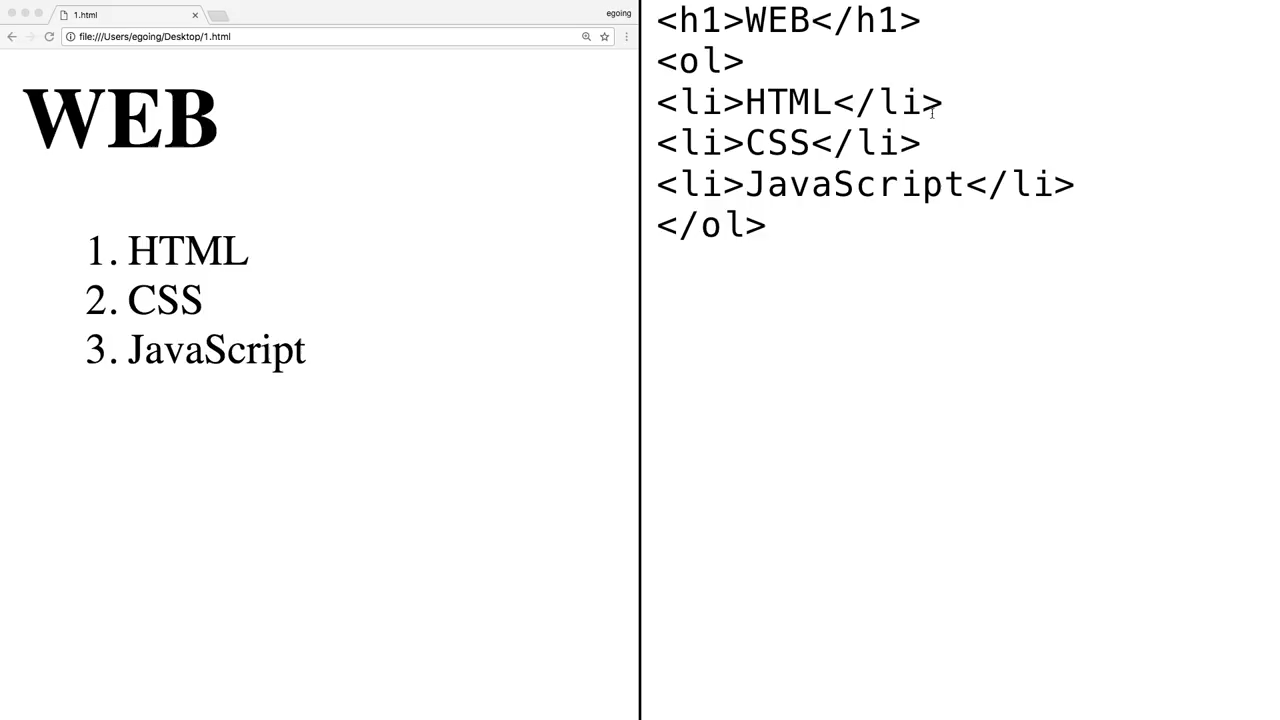 1.html
egoing
file:///Users/egoing/Desktop/1.html
WEB
1. HTML
2. CSS
3. JavaScript
<h1>WEB</h1>
<ol>
<li>HTML</li>
<li>CSS</li>
<li>JavaScript</li>
</ol>